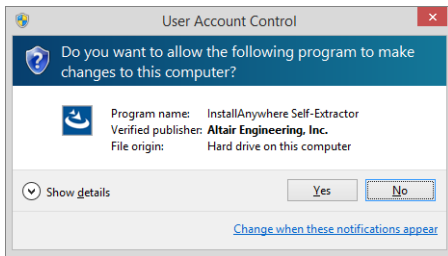 User Account Control
Do you want to allow the following program to make
changes to this computer?
Program name: InstallAnywhere Self-Extractor
Verified publisher: Altair Engineering, Inc.
File origin: Hard drive on this computer
Show details
Yes
No
Change when these notifications appear